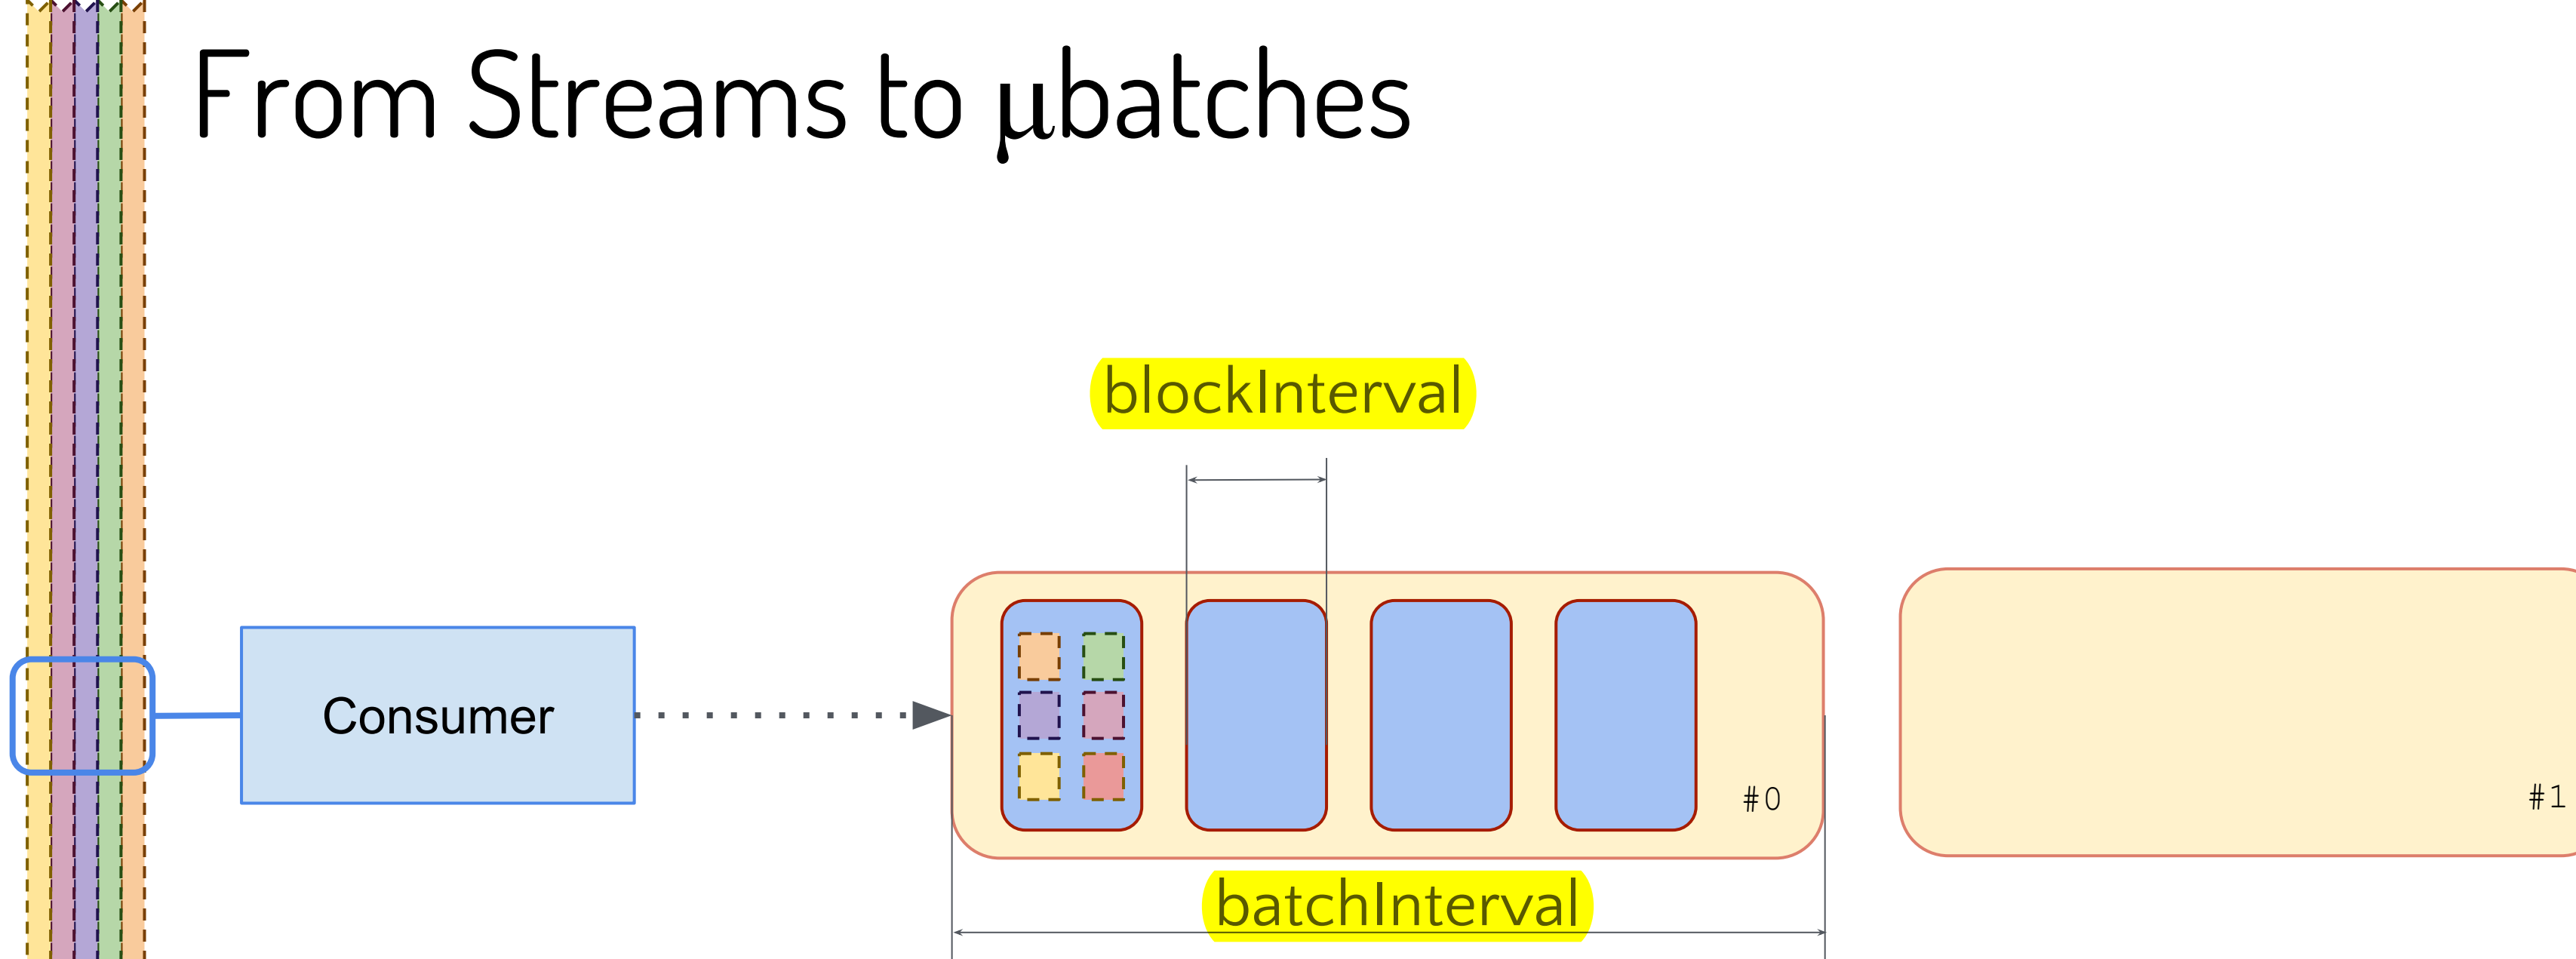 From Streams to μbatches
blockInterval
Consumer
#0
#1
batchInterval